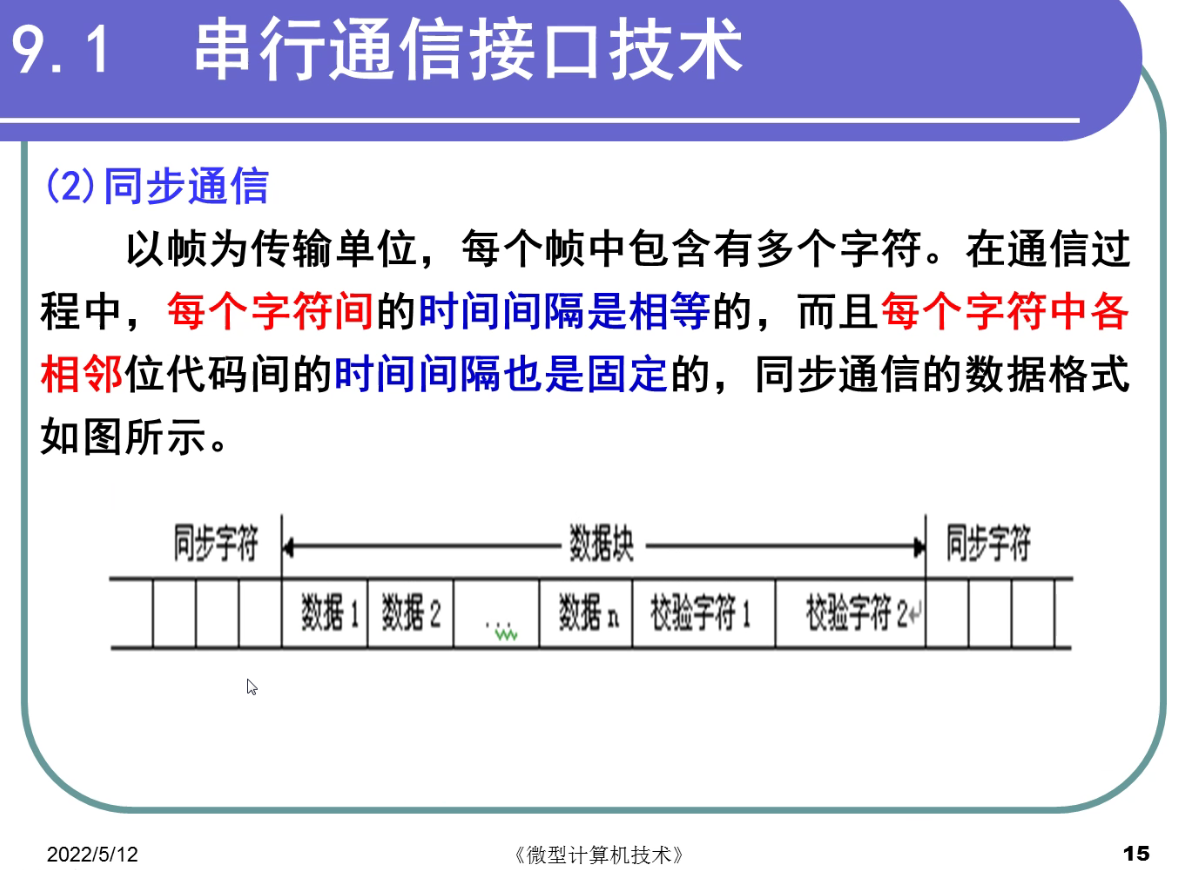 9.1 串行通信接口技术
(2)同步通信
以帧为传输单位，每个帧中包含有多个字符。在通信过
程中，每个字符间的时间间隔是相等的，而且每个字符中各
相邻位代码间的时间间隔也是固定的，同步通信的数据格式
如图所示。
同步字符 数据块 同步字符
数据1 数据2 ... 数据n 校验字符1 校验字符2↵
2022/5/12 《微型计算机技术》 15